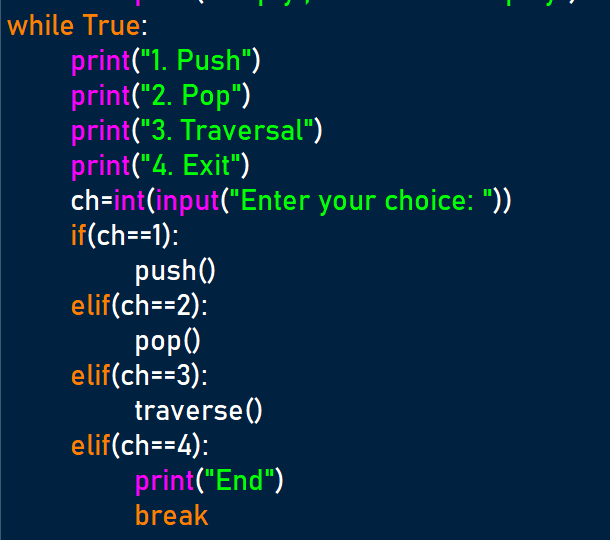 while True:
print("1. Push")
print("2. Pop")
print("3. Traversal")
print("4. Exit")
ch=int(input("Enter your choice: "))
if(ch==1):
push()
elif(ch==2):
pop()
elif(ch==3):
traverse()
elif(ch==4):
print("End")
break